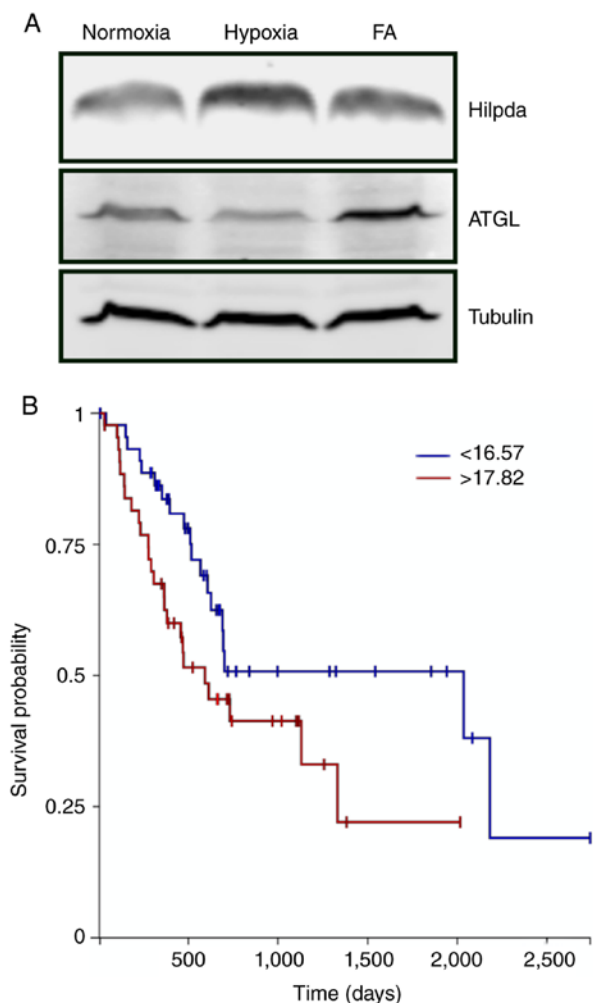 A
Normoxia Hypoxia FA
Hilpda
ATGL
Tubulin
B
1
0.75
0.5
0.25
0
Survival probability
<16.57
>17.82
500 1,000 1,500 2,000 2,500
Time (days)